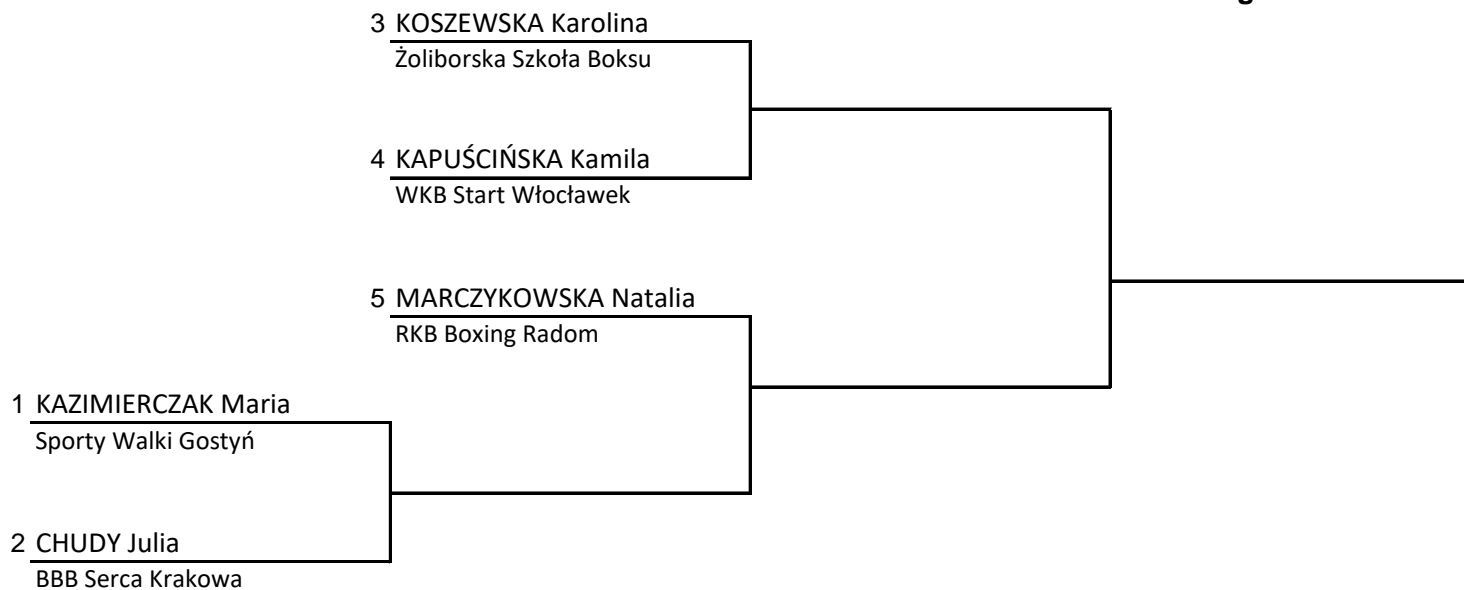 3 KOSZEWSKA Karolina
Żoliborska Szkoła Boksu
4 KAPUŚCIŃSKA Kamila
WKB Start Włocławek
5 MARCZYKOWSKA Natalia
RKB Boxing Radom
1 KAZIMIERCZAK Maria
Sporty Walki Gostyń
2 CHUDY Julia
BBB Serca Krakowa